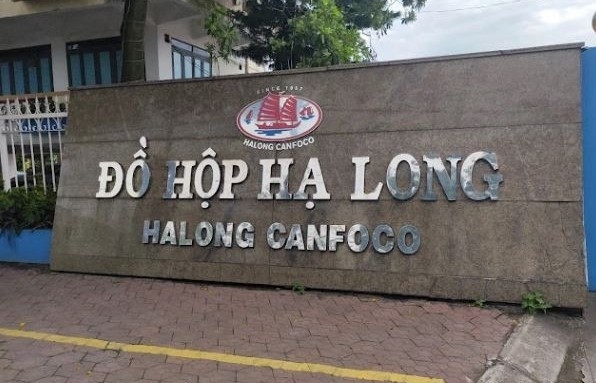 SINCE 1957
HALONG CANFOCO
ĐỒ HỘP HẠ LONG
HALONG CANFOCO